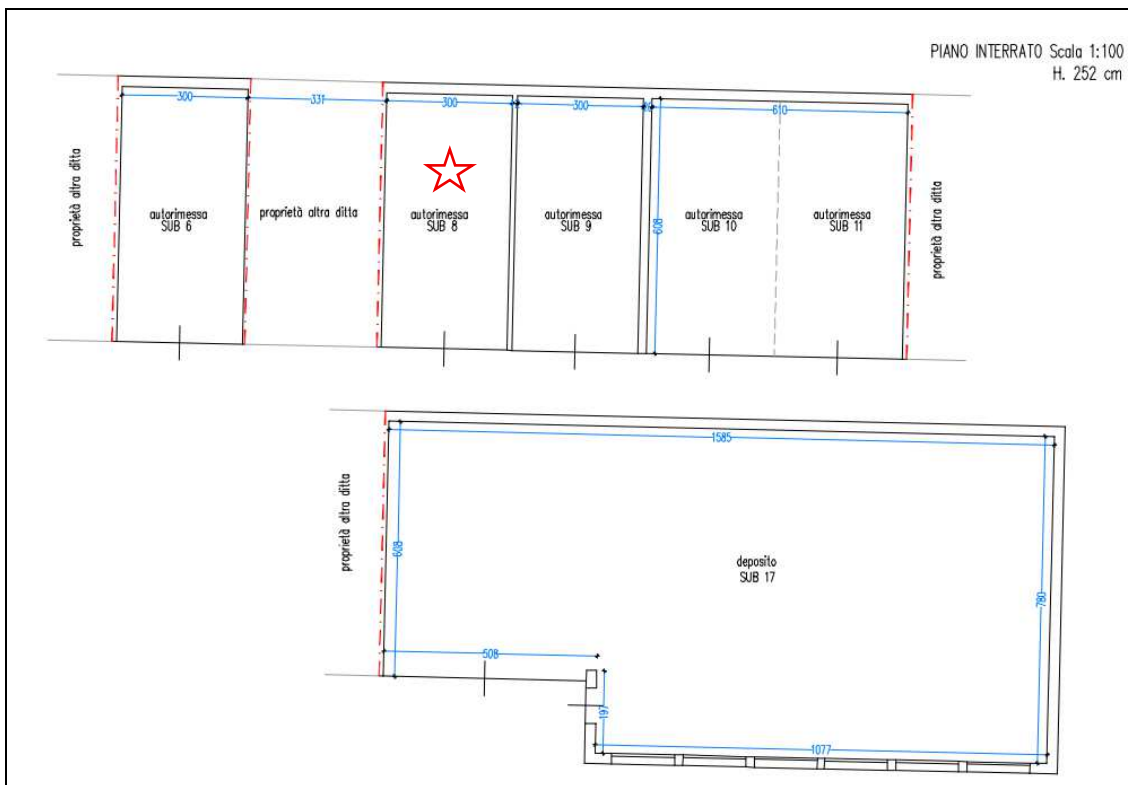 PIANO INTERRATO Scala 1:100
H. 252 cm
300
331
300
300
610
proprietà altra ditta
autorimessa
SUB 6
proprietà altra ditta
autorimessa
SUB 8
autorimessa
SUB 9
608
autorimessa
SUB 10
autorimessa
SUB 11
proprietà altra ditta
1585
proprietà altra ditta
608
deposito
SUB 17
780
508
197
1077